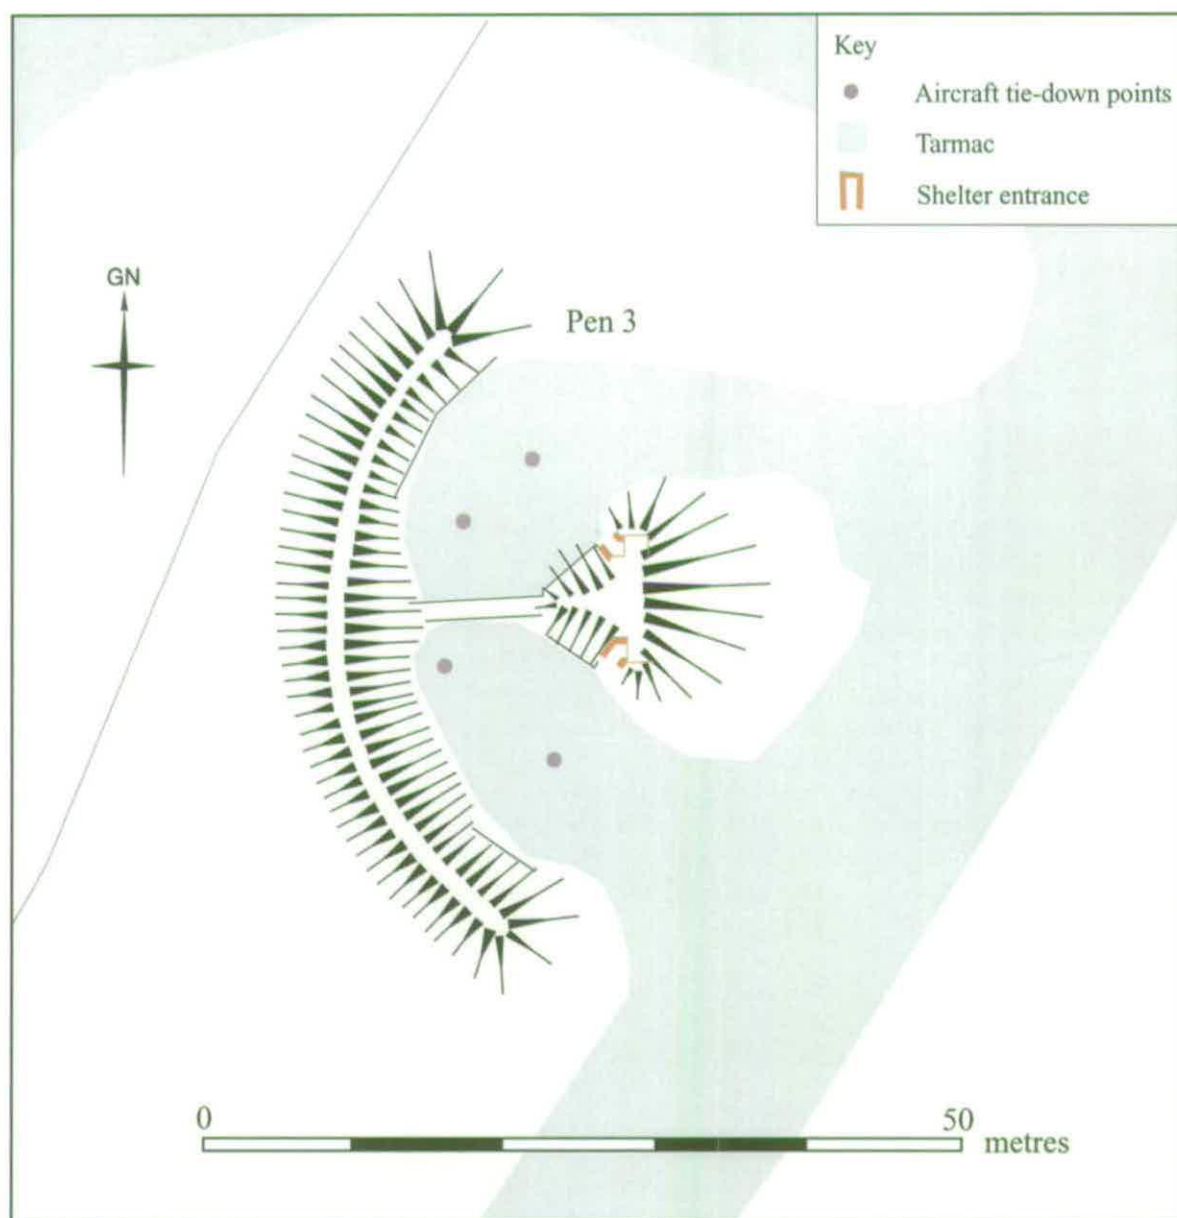 Key
Aircraft tie-down points
Tarmac
Shelter entrance
GN
Pen 3
0 50
metres